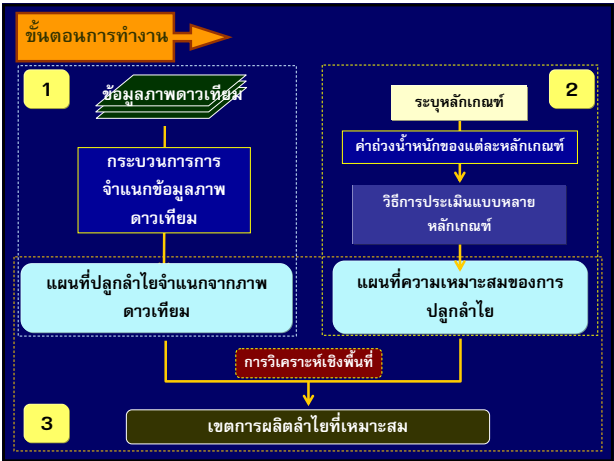 ขั้นตอนการทำงาน
1
ข้อมูลภาพดาวเทียม
กระบวนการการ
จำแนกข้อมูลภาพ
ดาวเทียม
แผนที่ปลูกลำไยจำแนกจากภาพ
ดาวเทียม
2
ระบุหลักเกณฑ์
ค่าถ่วงน้ำหนักของแต่ละหลักเกณฑ์
วิธีการประเมินแบบหลาย
หลักเกณฑ์
แผนที่ความเหมาะสมของการ
ปลูกลำไย
การวิเคราะห์เชิงพื้นที่
3
เขตการผลิตลำไยที่เหมาะสม